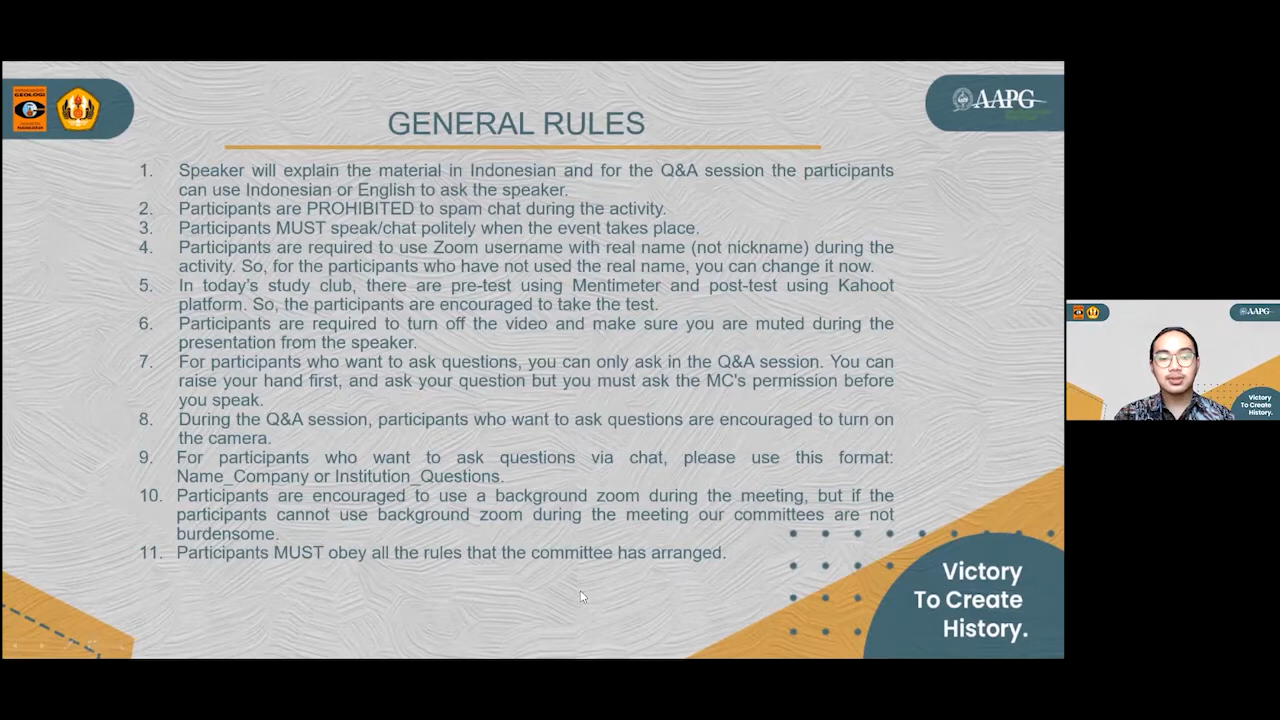 GEOLOGI
AAPG
GENERAL RULES
1. Speaker will explain the material in Indonesian and for the Q&A session the participants
can use Indonesian or English to ask the speaker.
2. Participants are PROHIBITED to spam chat during the activity.
3. Participants MUST speak/chat politely when the event takes place.
4. Participants are required to use Zoom username with real name (not nickname) during the
activity. So, for the participants who have not used the real name, you can change it now.
5. In today's study club, there are pre-test using Mentimeter and post-test using Kahoot
platform. So, the participants are encouraged to take the test.
6. Participants are required to turn off the video and make sure you are muted during the
presentation from the speaker.
7. For participants who want to ask questions, you can only ask in the Q&A session. You can
raise your hand first, and ask your question but you must ask the MC's permission before
you speak.
8. During the Q&A session, participants who want to ask questions are encouraged to turn on
the camera.
9. For participants who want to ask questions via chat, please use this format:
Name_Company or Institution_Questions.
10. Participants are encouraged to use a background zoom during the meeting, but if the
participants cannot use background zoom during the meeting our committees are not
burdensome.
11. Participants MUST obey all the rules that the committee has arranged.
Victory
To Create
History.
AAPG
Victory
To Create
History.